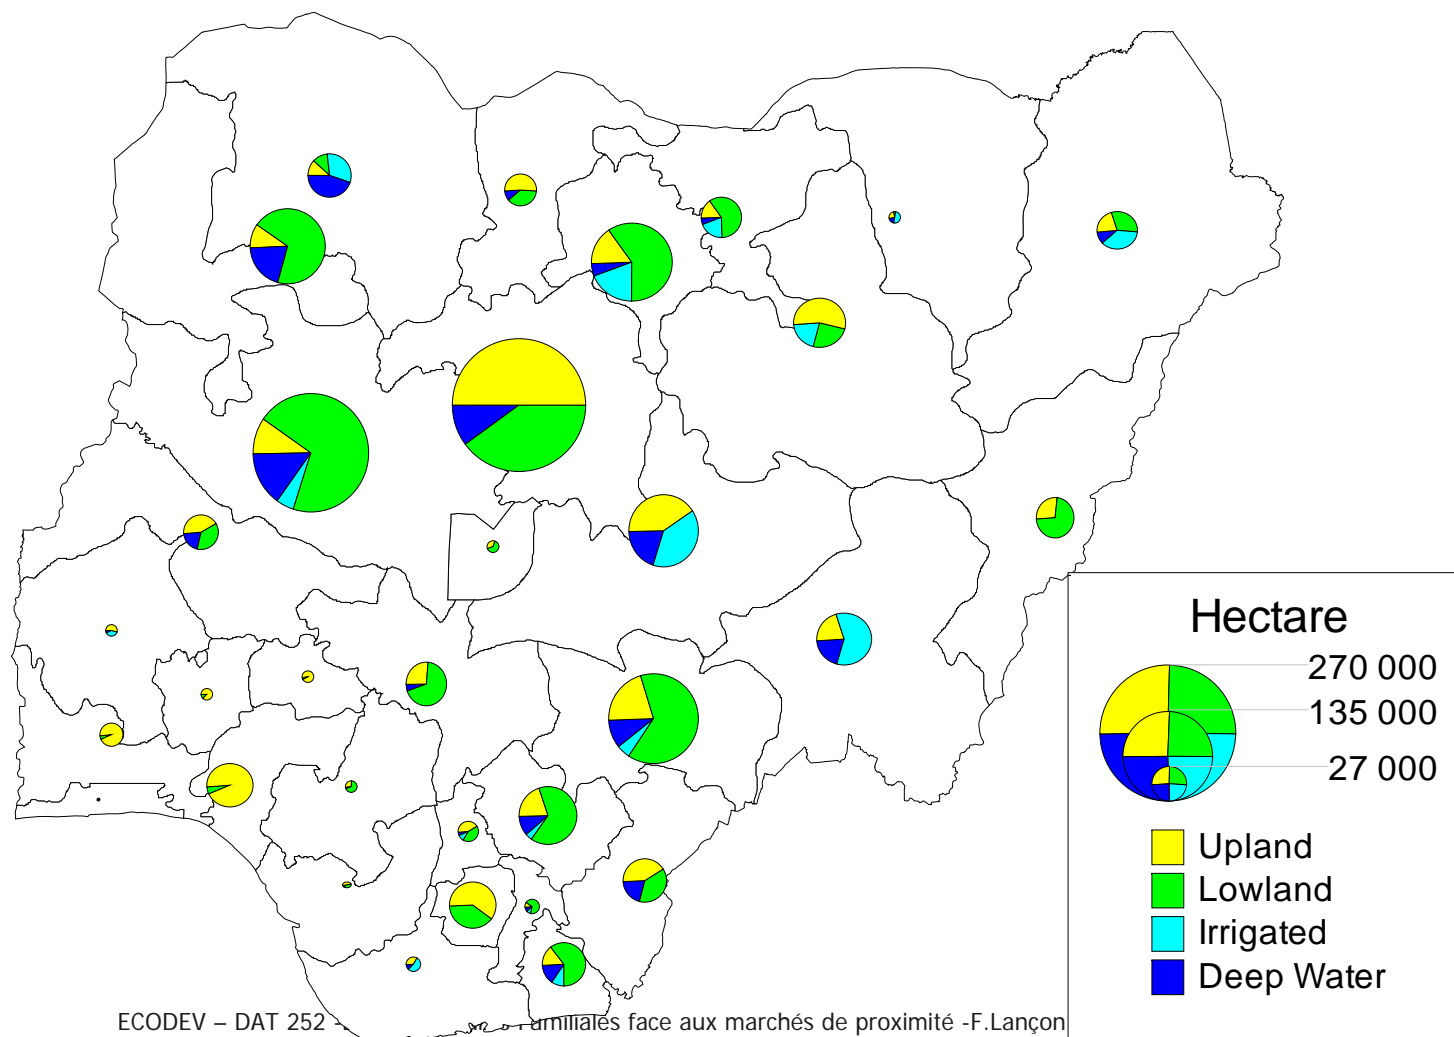 Hectare
270 000
135 000
27 000
Upland
Lowland
Irrigated
Deep Water
ECODEV – DAT 252 - familiales face aux marchés de proximité -F.Lançon